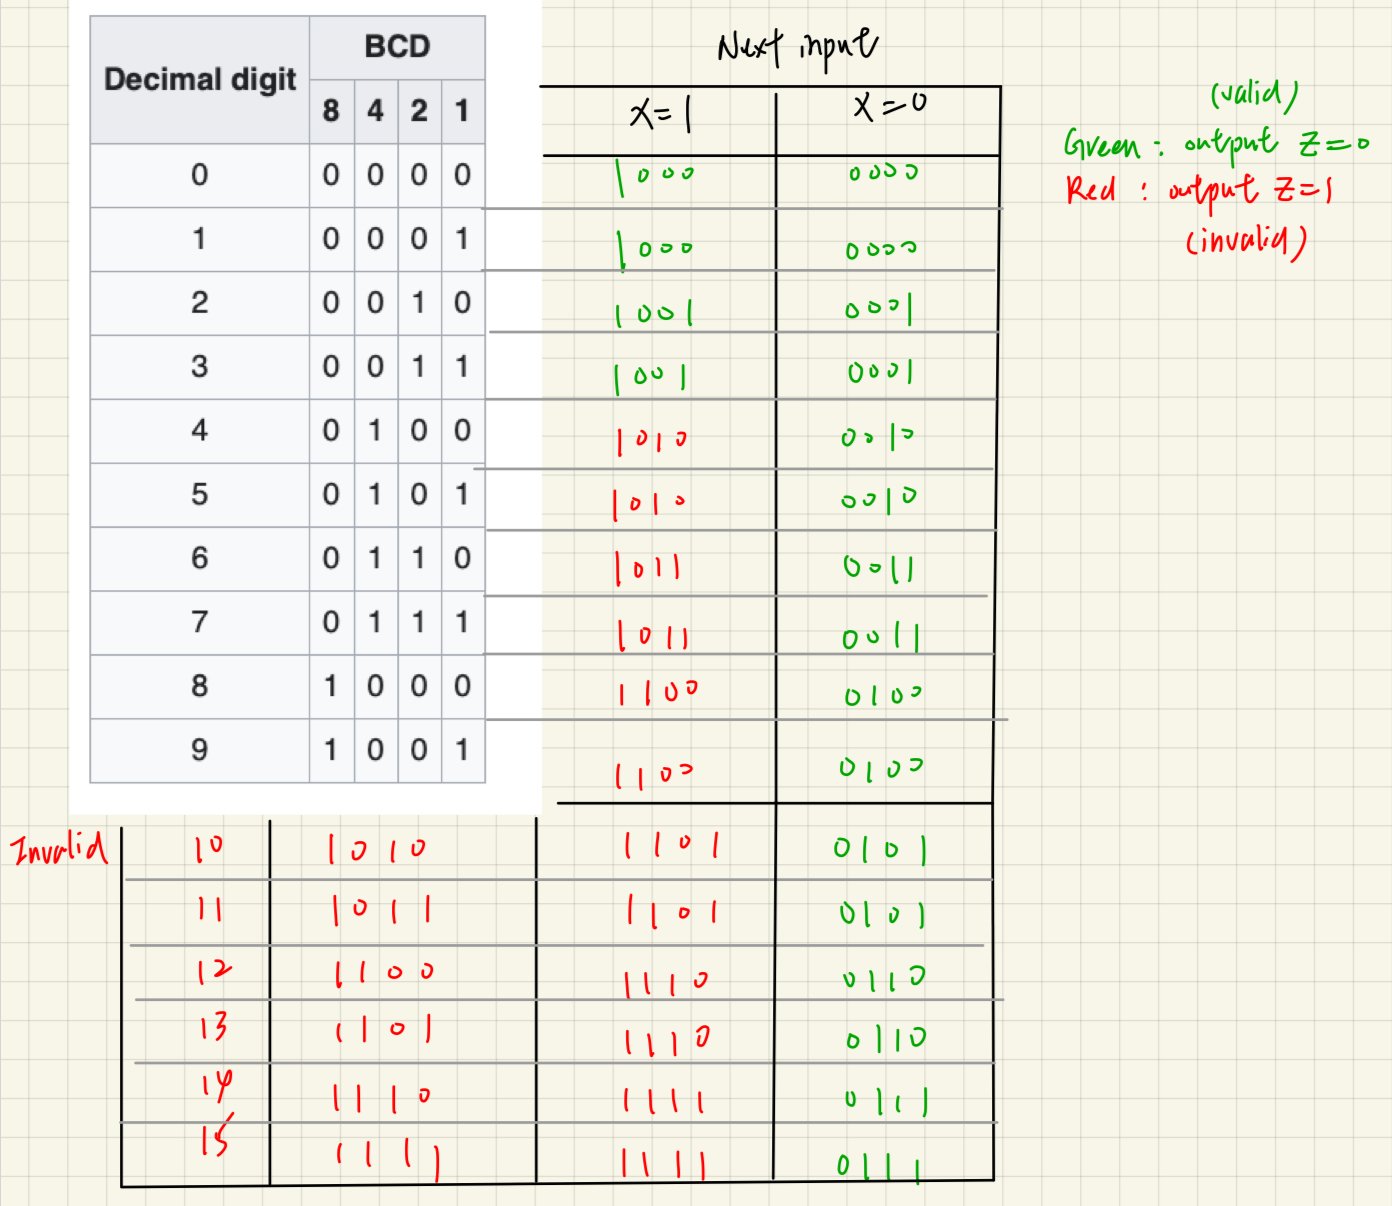 Next input
Decimal digit BCD
8 4 2 1 x=1 x=0
(valid)
Green : output Z=0
Red : output Z=1
(invalid)
0 0 0 0 0 1000 0000
1 0 0 0 1 1000 0000
2 0 0 1 0 1001 0001
3 0 0 1 1 1001 0001
4 0 1 0 0 1010 0010
5 0 1 0 1 1010 0010
6 0 1 1 0 1011 0011
7 0 1 1 1 1011 0011
8 1 0 0 0 1100 0100
9 1 0 0 1 1100 0100
Invalid 10 1010 1101 0101
11 1011 1101 0101
12 1100 1110 0110
13 1101 1110 0110
14 1110 1111 0111
15 1111 1111 0111